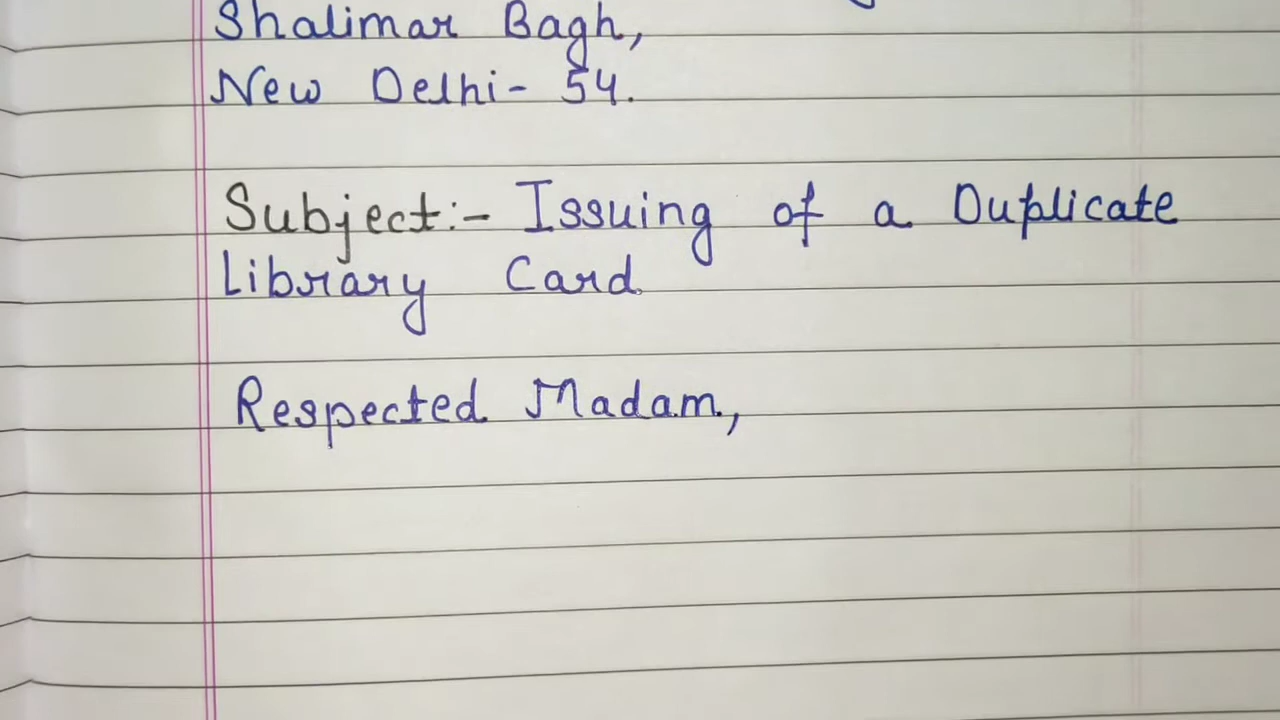 Shalimar Bagh,
New Delhi- 54.
Subject:- Issuing of a Duplicate
Library Card
Respected Madam,